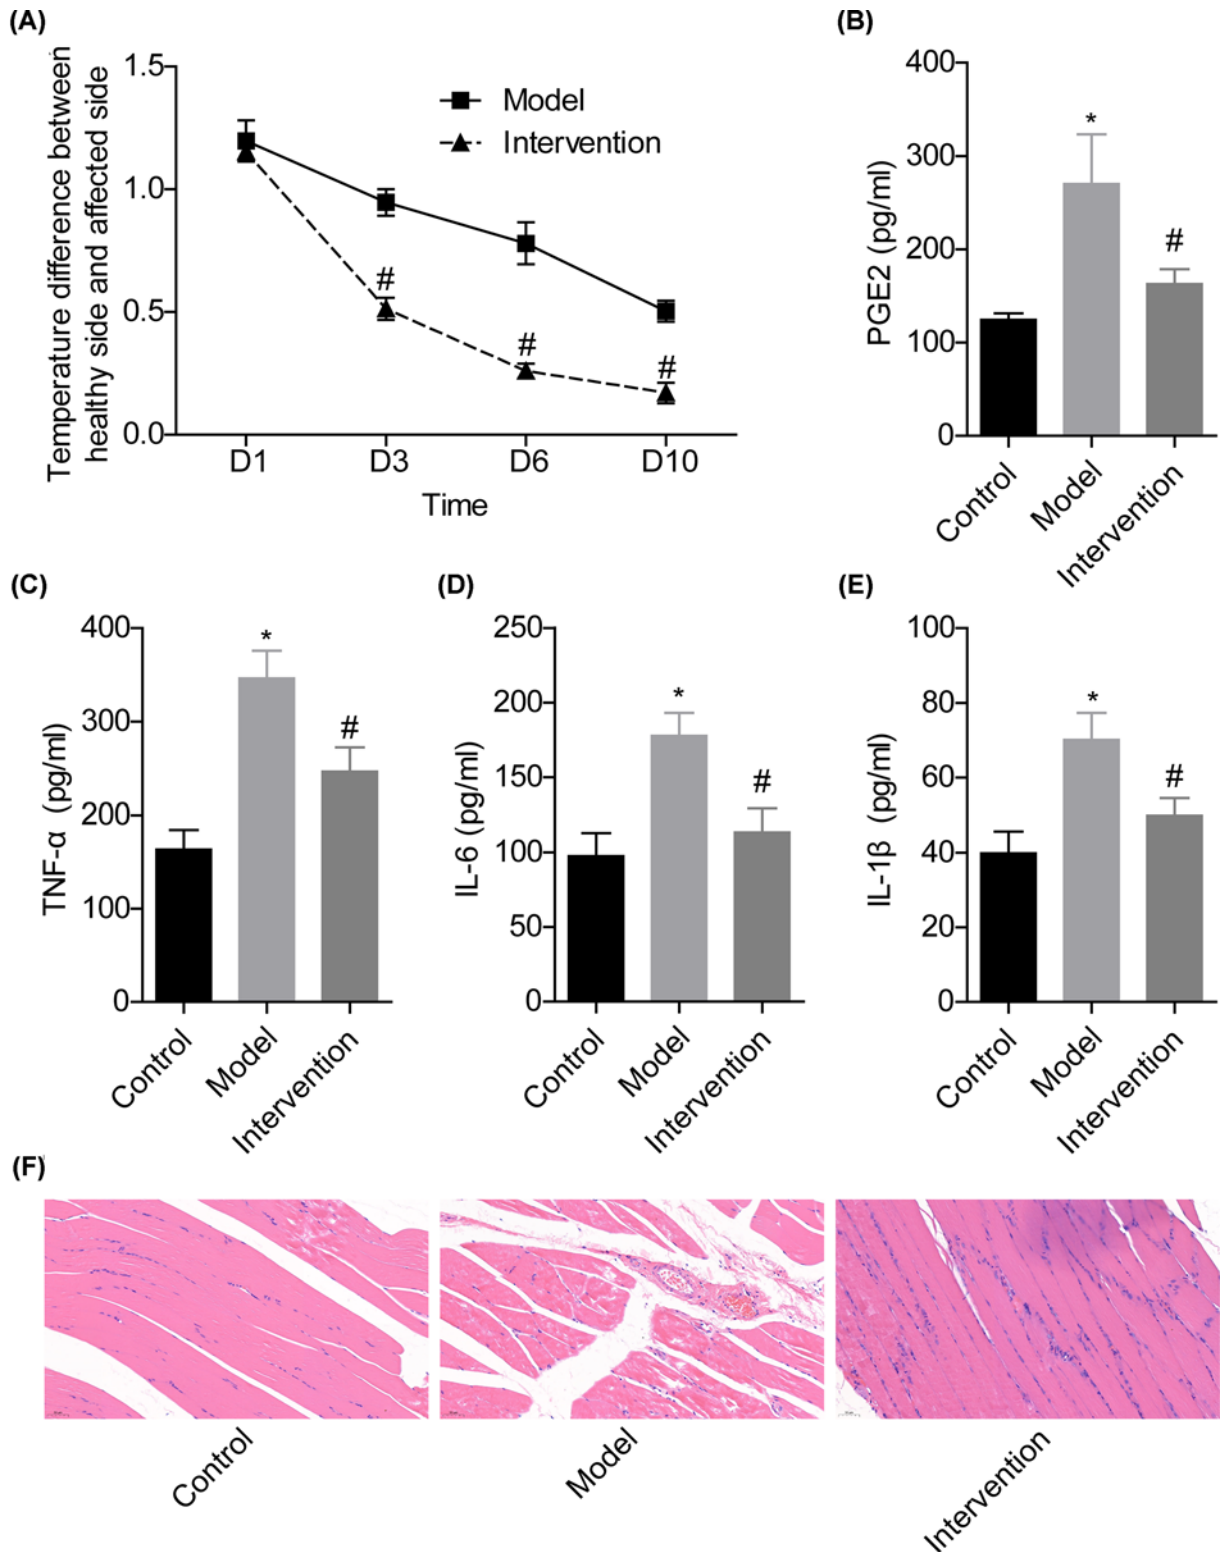 (A)
Temperature difference between
healthy side and affected side
1.5
1.0
0.5
0.0
Model
Intervention
#
#
#
D1
D3
D6
D10
Time
(B)
PGE2 (pg/ml)
400
300
200
100
0
*
#
Control
Model
Intervention
(C)
TNF-α (pg/ml)
400
300
200
100
0
*
#
Control
Model
Intervention
(D)
IL-6 (pg/ml)
250
200
150
100
50
0
*
#
Control
Model
Intervention
(E)
IL-1β (pg/ml)
100
80
60
40
20
0
*
#
Control
Model
Intervention
(F)
Control
Model
Intervention